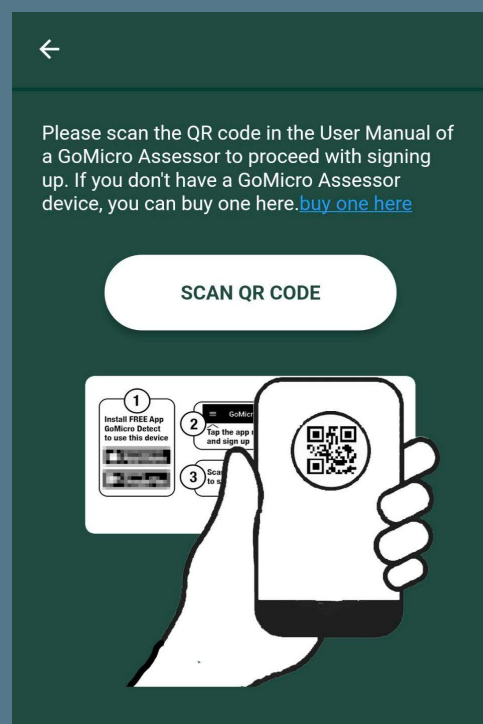 Please scan the QR code in the User Manual of
a GoMicro Assessor to proceed with signing
up. If you don't have a GoMicro Assessor
device, you can buy one here.buy one here
SCAN QR CODE
1
Install FREE App
GoMicro Detect
to use this device
2
GoMicr
Tap the app
and sign up
3
Sca
to s